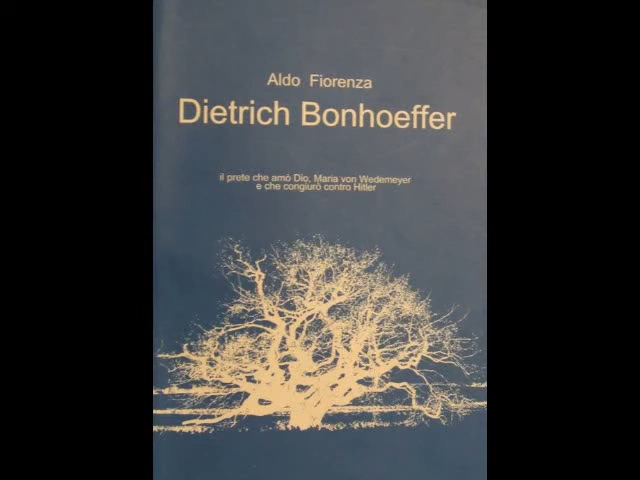 Aldo Fiorenza
Dietrich Bonhoeffer
il prete che amò Dio, Maria von Wedemeyer
e che congiurò contro Hitler